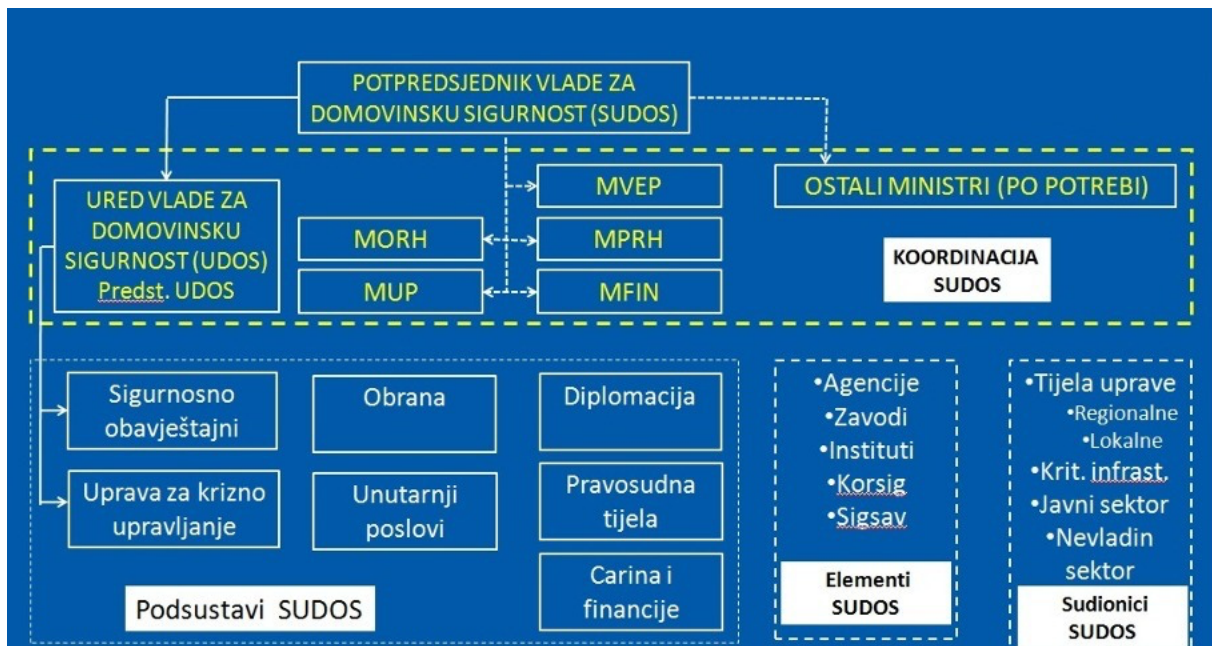 POTPREDSJEDNIK VLADE ZA
DOMOVINSKU SIGURNOST (SUDOS)
URED VLADE ZA
DOMOVINSKU
SIGURNOST (UDOS)
Predst. UDOS
MORH
MUP
MVEP
MPRH
MFIN
OSTALI MINISTRI (PO POTREBI)
KOORDINACIJA
SUDOS
Sigurnosno
obavještajni
Uprava za krizno
upravljanje
Obrana
Unutarnji
poslovi
Diplomacija
Pravosudna
tijela
Carina i
financije
Podsustavi SUDOS
•Agencije
•Zavodi
•Instituti
•Korsig
•Sigsav
Elementi
SUDOS
•Tijela uprave
•Regionalne
•Lokalne
•Krit. infrast.
•Javni sektor
•Nevladin
sektor
Sudionici
SUDOS